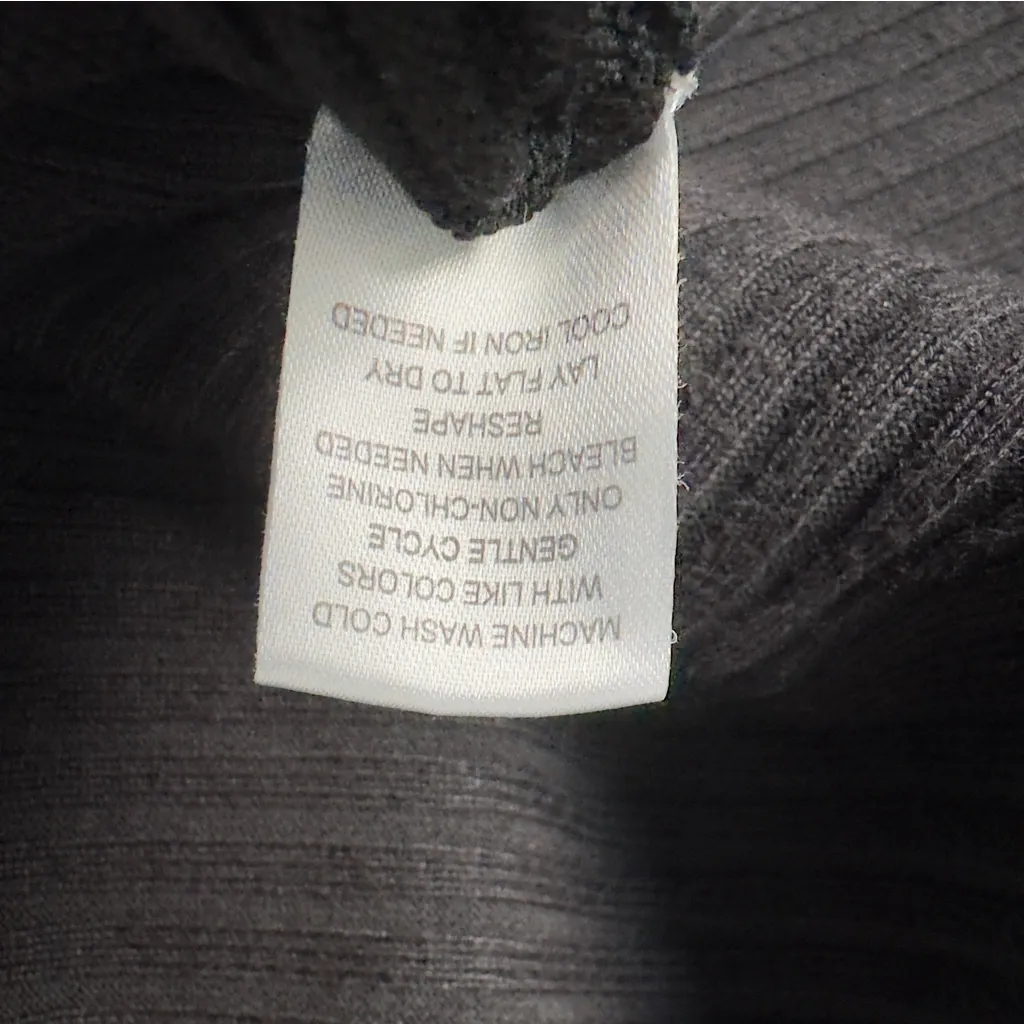 MACHINE WASH COLD
WITH LIKE COLORS
GENTLE CYCLE
ONLY NON-CHLORINE
BLEACH WHEN NEEDED
RESHAPE
LAY FLAT TO DRY
COOL IRON IF NEEDED